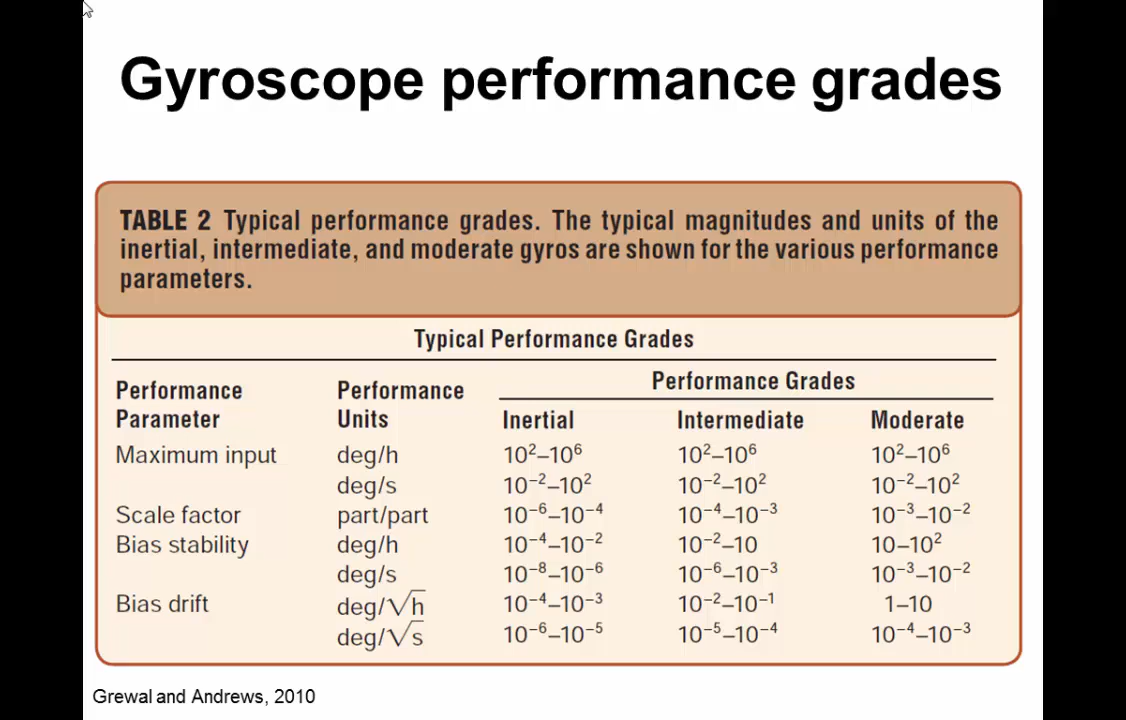 Gyroscope performance grades
TABLE 2 Typical performance grades. The typical magnitudes and units of the
inertial, intermediate, and moderate gyros are shown for the various performance
parameters.
Typical Performance Grades
Performance Parameter Performance Units Performance Grades
Inertial Intermediate Moderate
Maximum input deg/h 10²–10⁶ 10²–10⁶ 10²–10⁶
deg/s 10⁻²–10² 10⁻²–10² 10⁻²–10²
Scale factor part/part 10⁻⁶–10⁻⁴ 10⁻⁴–10⁻³ 10⁻³–10⁻²
Bias stability deg/h 10⁻⁴–10⁻² 10⁻²–10 10–10²
deg/s 10⁻⁸–10⁻⁶ 10⁻⁶–10⁻³ 10⁻³–10⁻²
Bias drift deg/√h 10⁻⁴–10⁻³ 10⁻²–10⁻¹ 1–10
deg/√s 10⁻⁶–10⁻⁵ 10⁻⁵–10⁻⁴ 10⁻⁴–10⁻³
Grewal and Andrews, 2010